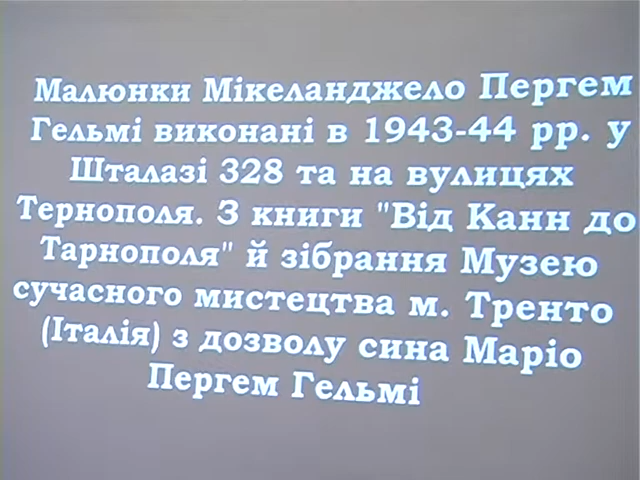 Малюнки Мікеланджело Пергем
Гельмі виконані в 1943-44 рр. у
Шталазі 328 та на вулицях
Тернополя. З книги "Від Канн до
Тарнополя" й зібрання Музею
сучасного мистецтва м. Тренто
(Італія) з дозволу сина Маріо
Пергем Гельмі